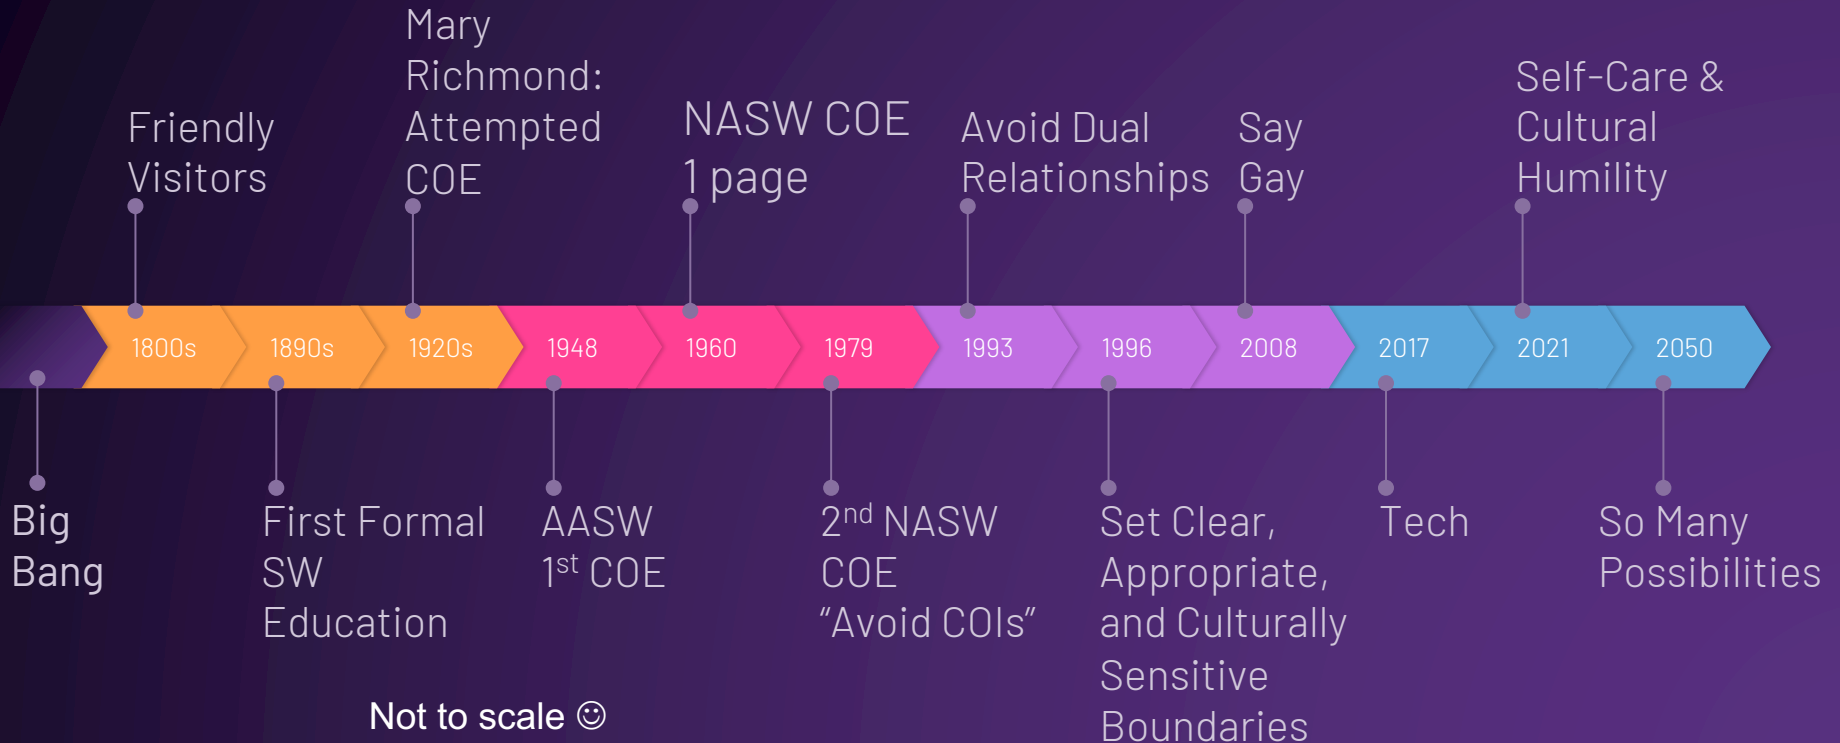 Mary
Richmond:
Attempted
COE
Friendly
Visitors
NASW COE
1 page
Avoid Dual
Relationships
Say
Gay
Self-Care &
Cultural
Humility
1800s
1890s
1920s
1948
1960
1979
1993
1996
2008
2017
2021
2050
Big
Bang
First Formal
SW
Education
AASW
1st COE
2nd NASW
COE
“Avoid COIs”
Set Clear,
Appropriate,
and Culturally
Sensitive
Boundaries
Tech
So Many
Possibilities
Not to scale ☺